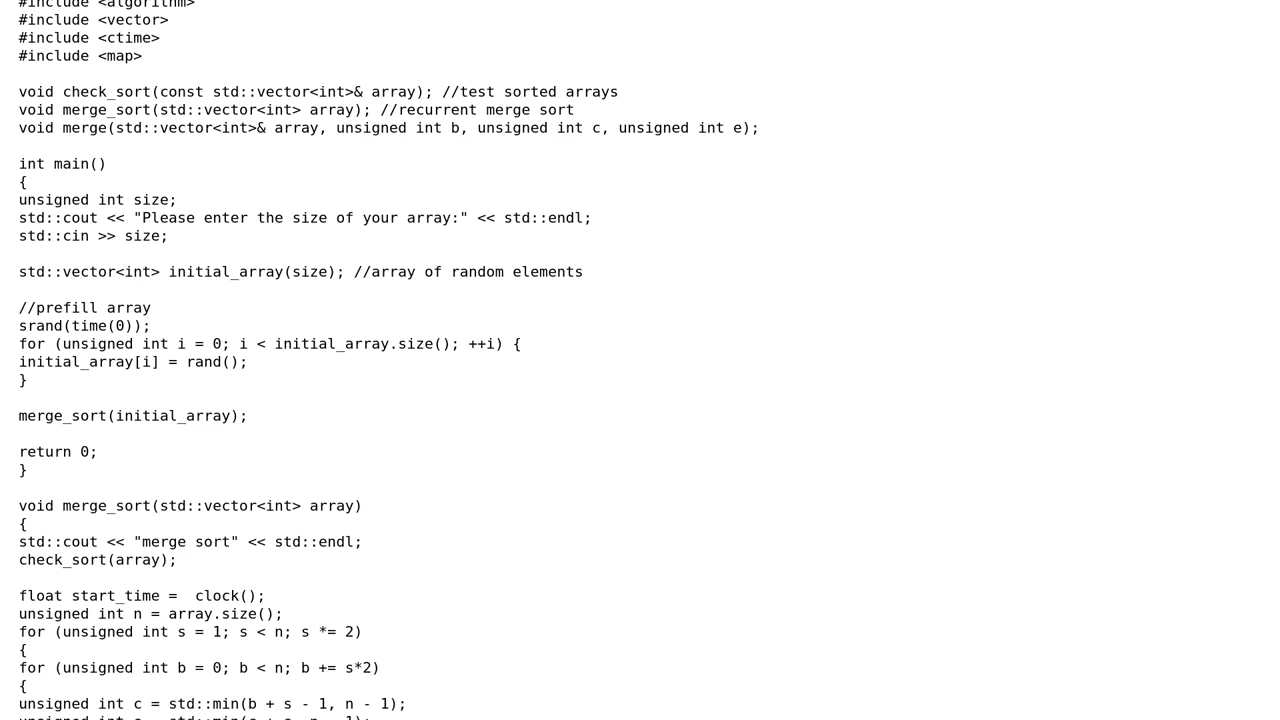 #include <algorithm>
#include <vector>
#include <ctime>
#include <map>

void check_sort(const std::vector<int>& array); //test sorted arrays
void merge_sort(std::vector<int> array); //recurrent merge sort
void merge(std::vector<int>& array, unsigned int b, unsigned int c, unsigned int e);

int main()
{
unsigned int size;
std::cout << "Please enter the size of your array:" << std::endl;
std::cin >> size;

std::vector<int> initial_array(size); //array of random elements

//prefill array
srand(time(0));
for (unsigned int i = 0; i < initial_array.size(); ++i) {
initial_array[i] = rand();
}

merge_sort(initial_array);

return 0;
}

void merge_sort(std::vector<int> array)
{
std::cout << "merge sort" << std::endl;
check_sort(array);

float start_time =  clock();
unsigned int n = array.size();
for (unsigned int s = 1; s < n; s *= 2)
{
for (unsigned int b = 0; b < n; b += s*2)
{
unsigned int c = std::min(b + s - 1, n - 1);